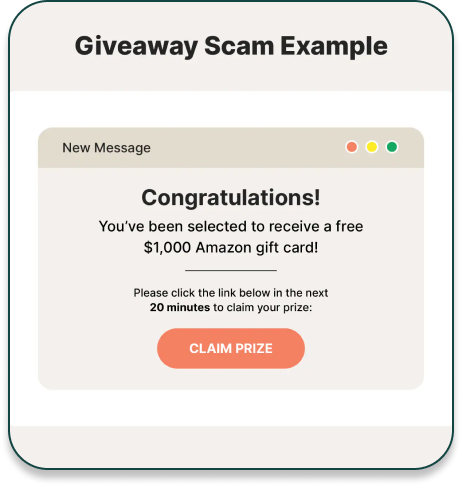 Giveaway Scam Example
New Message
Congratulations!
You’ve been selected to receive a free
$1,000 Amazon gift card!
Please click the link below in the next
20 minutes to claim your prize:
CLAIM PRIZE